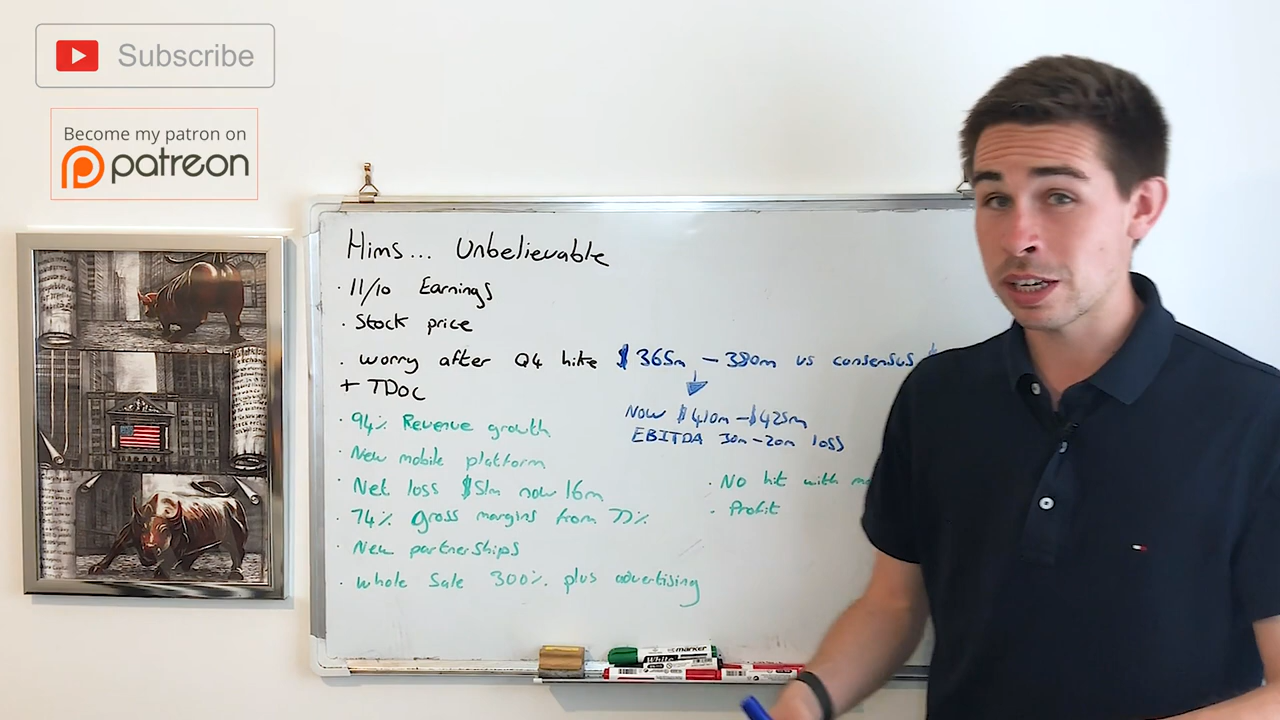 Subscribe
Become my patron on
patreon
Hims... Unbelievable
· 11/10 Earnings
· Stock price
· worry after Q4 hike $365m - 380m vs consensus
+ TDOC
Now $410m - $425m
EBITDA 30m - 20m loss
· 94% Revenue growth
· New mobile platform
· Net loss $51m now 16m
· 74% gross margins from 77%
· New partnerships
· whole Sale 300% plus advertising
· No hit with
· Profit
marker